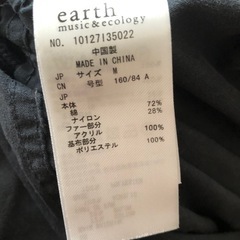 earth
music&ecology
NO. 10127I35022
中国製
MADE IN CHINA
JP サイズ M
CN 号型 160/84 A
JP
本体 72%
綿 28%
ナイロン
ファー部分
アクリル 100%
基布部分
ポリエステル 100%